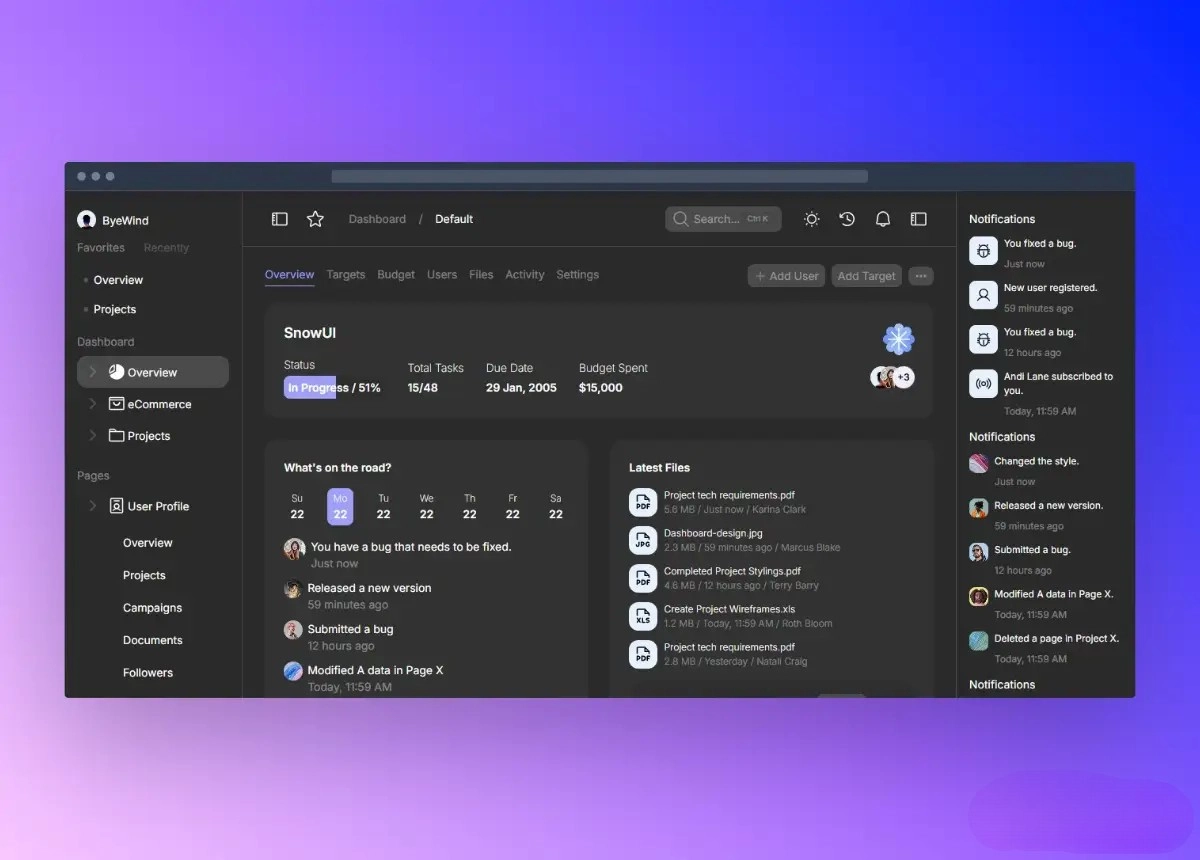 ByeWind
Favorites Recently
Overview
Projects
Dashboard
Overview
eCommerce
Projects
Pages
User Profile
Overview
Projects
Campaigns
Documents
Followers
Dashboard / Default
Search... Ctrl K
Overview Targets Budget Users Files Activity Settings
+ Add User Add Target ...
SnowUI
Status
In Progress / 51%
Total Tasks
15/48
Due Date
29 Jan, 2005
Budget Spent
$15,000
+3
What's on the road?
Su Mo Tu We Th Fr Sa
22 22 22 22 22 22 22
You have a bug that needs to be fixed.
Just now
Released a new version
59 minutes ago
Submitted a bug
12 hours ago
Modified A data in Page X
Today, 11:59 AM
Latest Files
PDF
Project tech requirements.pdf
5.6 MB / Just now / Karina Clark
JPG
Dashboard-design.jpg
2.3 MB / 59 minutes ago / Marcus Blake
PDF
Completed Project Stylings.pdf
4.6 MB / 12 hours ago / Terry Barry
XLS
Create Project Wireframes.xls
1.2 MB / Today, 11:59 AM / Roth Bloom
PDF
Project tech requirements.pdf
2.8 MB / Yesterday / Natali Craig
Notifications
You fixed a bug.
Just now
New user registered.
59 minutes ago
You fixed a bug.
12 hours ago
Andi Lane subscribed to
you.
Today, 11:59 AM
Notifications
Changed the style.
Just now
Released a new version.
59 minutes ago
Submitted a bug.
12 hours ago
Modified A data in Page X.
Today, 11:59 AM
Deleted a page in Project X.
Today, 11:59 AM
Notifications